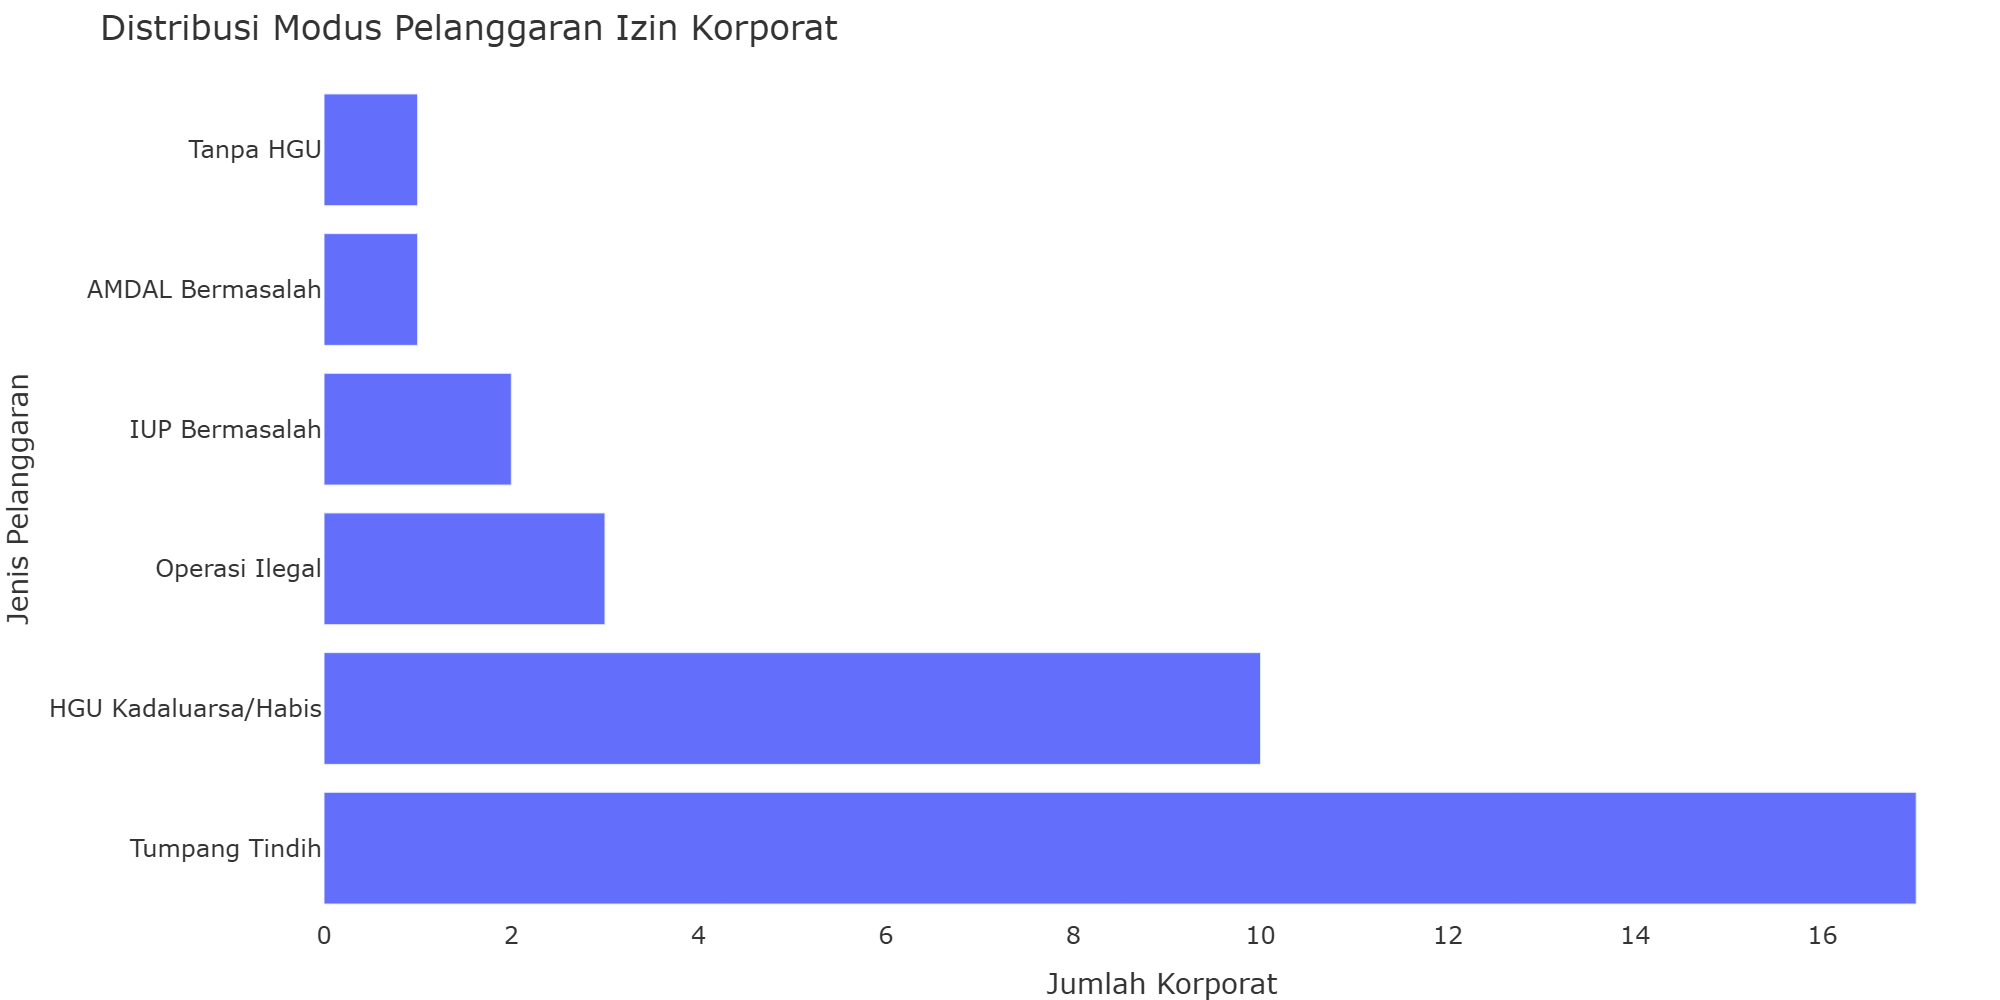 Distribusi Modus Pelanggaran Izin Korporat
Jenis Pelanggaran
Tanpa HGU
AMDAL Bermasalah
IUP Bermasalah
Operasi Ilegal
HGU Kadaluarsa/Habis
Tumpang Tindih
0 2 4 6 8 10 12 14 16
Jumlah Korporat